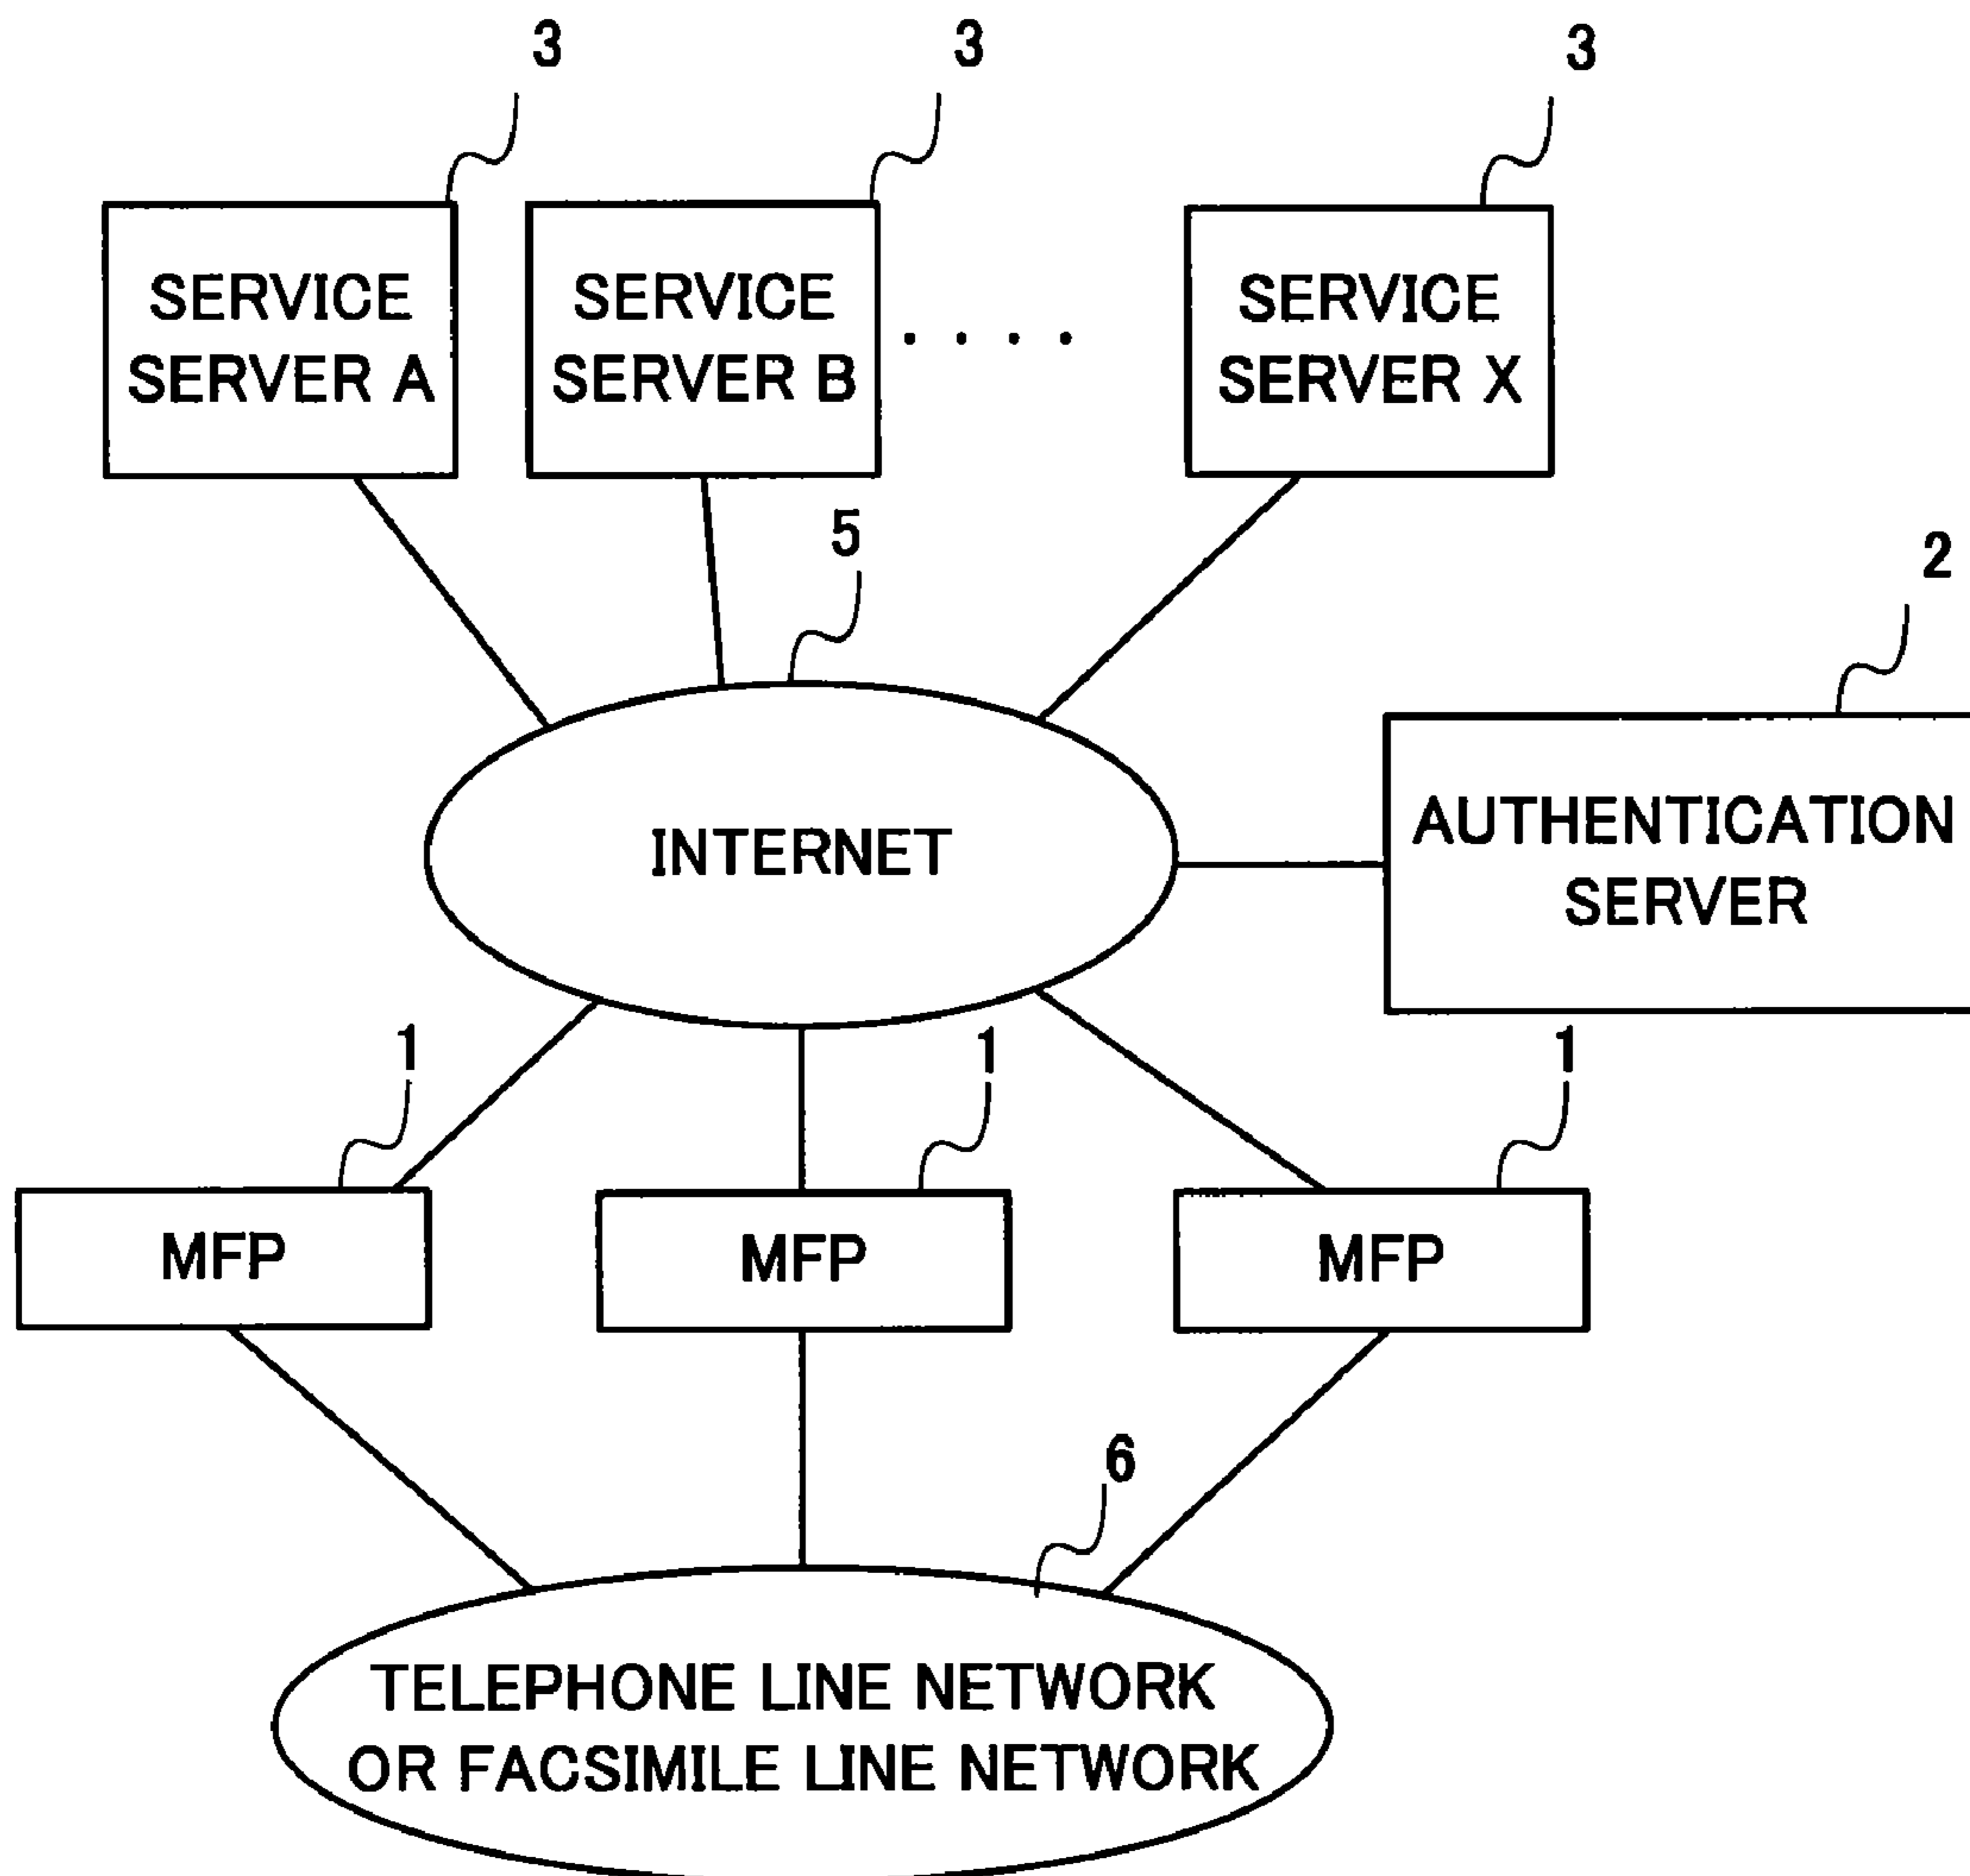 3
3
3
SERVICE
SERVER A
SERVICE
SERVER B
. . . .
SERVICE
SERVER X
5
2
INTERNET
AUTHENTICATION
SERVER
1
1
1
MFP
MFP
MFP
6
TELEPHONE LINE NETWORK
OR FACSIMILE LINE NETWORK